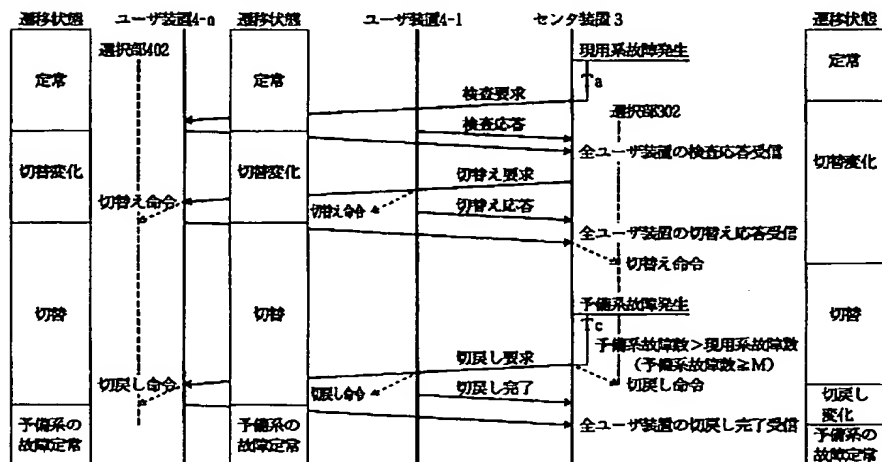 遷移状態 ユーザ装置4-n 遷移状態 ユーザ装置4-1 センタ装置3 遷移状態
選択部402 現用系故障発生
定常 定常 定常
Ta
検査要求
選択部302
検査応答
全ユーザ装置の検査応答受信
切替変化 切替変化 切替変化
切替え要求
切替え命令 切替え命令 切替え応答
全ユーザ装置の切替え応答受信
切替え命令
予備系故障発生
切替 切替 切替
Tc
予備系故障数>現用系故障数
(予備系故障数≧M)
切戻し要求
切戻し命令 切戻し命令 切戻し命令
切戻し完了 切戻し
変化
全ユーザ装置の切戻し完了受信
予備系の 予備系の 予備系の
故障定常 故障定常 故障定常